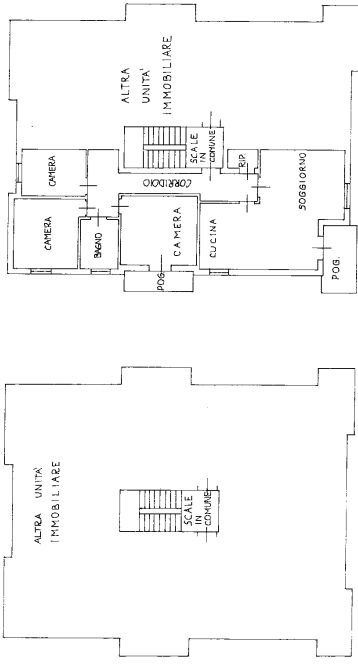 ALTRA
UNITA'
IMMOBILIARE
SCALE
IN
COMUNE
CAMERA
CORRIDOIO
RIP.
CAMERA
BAGNO
CAMERA
CUCINA
SOGGIORNO
POG.
POG.
ALTRA UNITA'
IMMOBILIARE
SCALE
IN
COMUNE